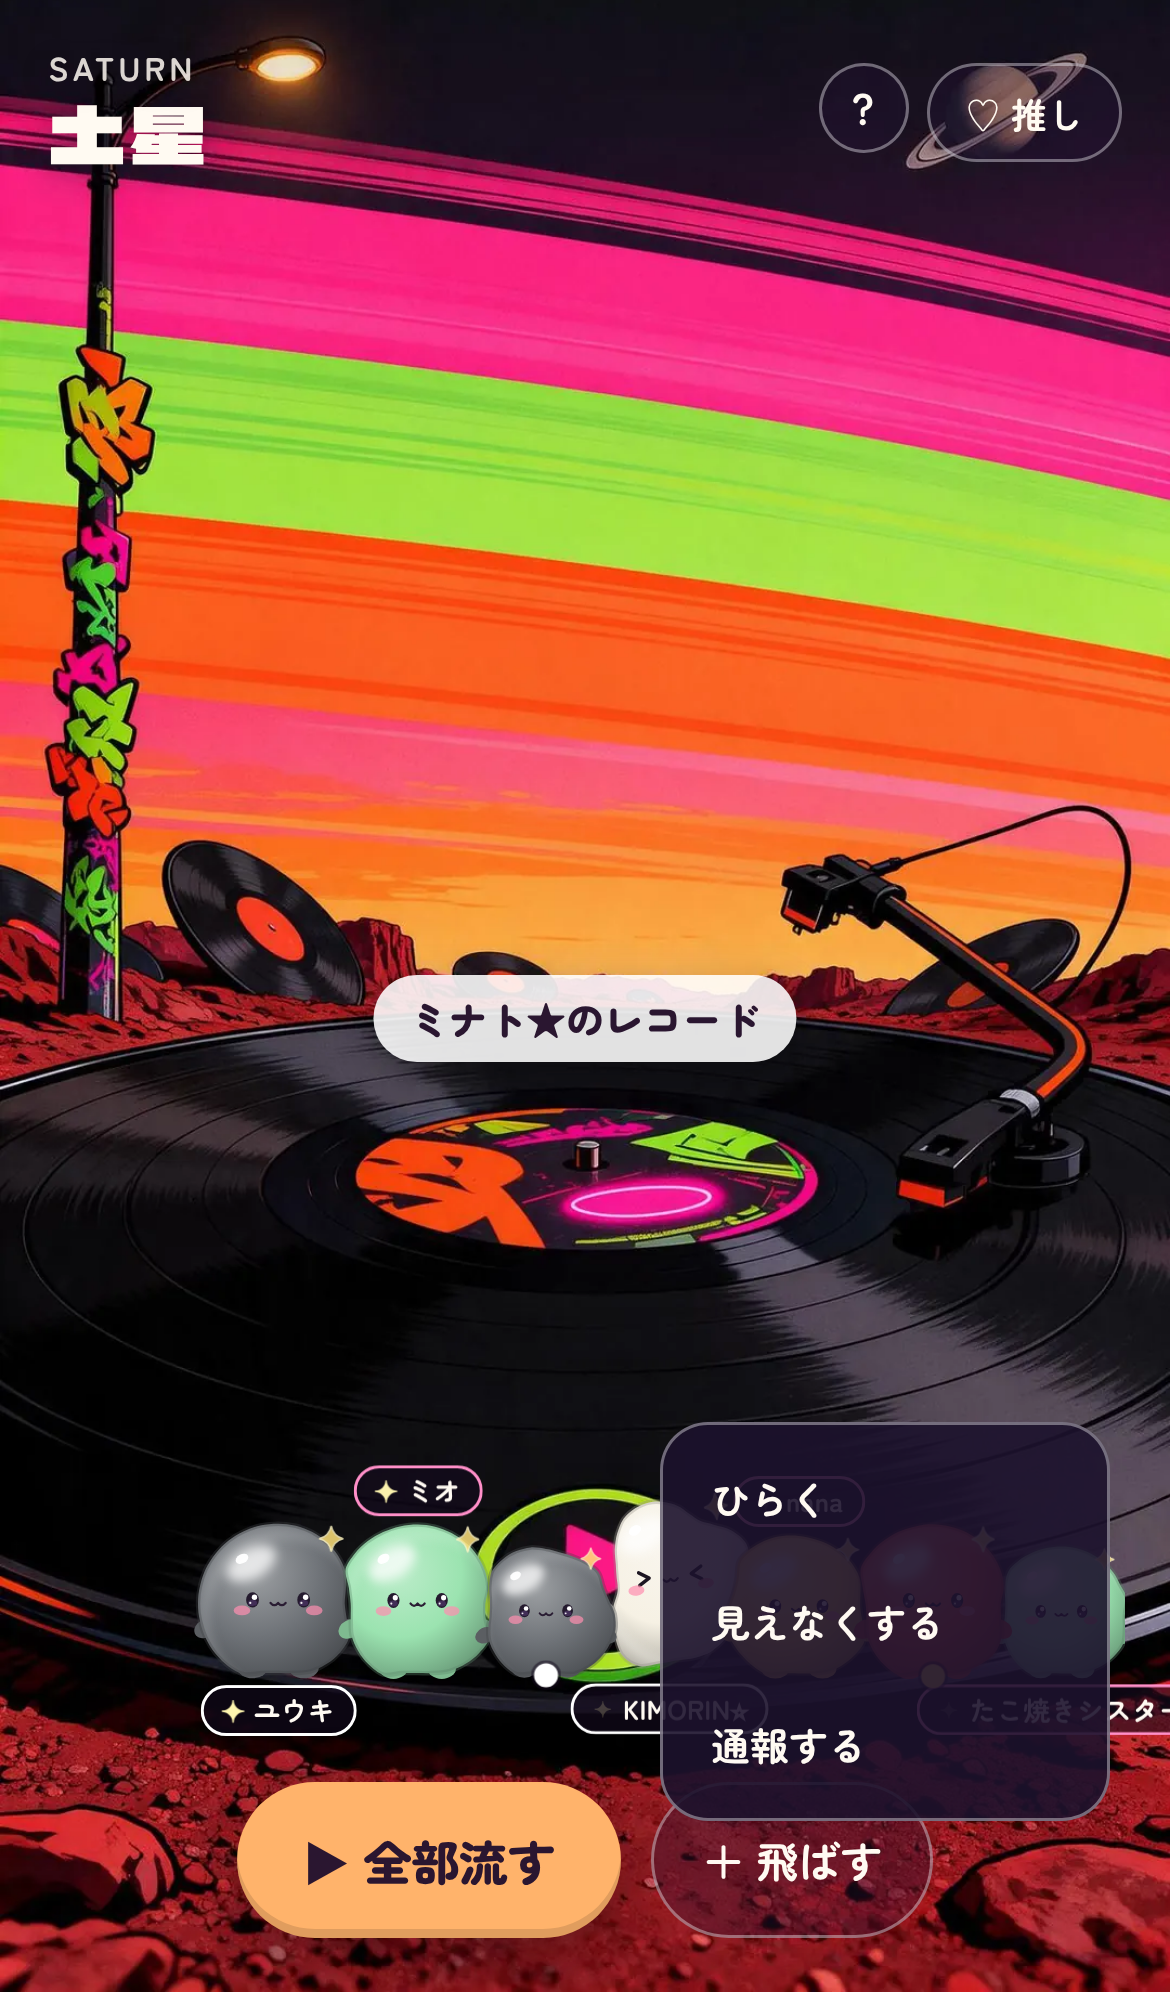 SATURN
土星
?
♡ 推し
ミナト★のレコード
ミオ
ひらく
見えなくする
ユウキ
KIMORIN★
たこ焼きシスター
通報する
▶ 全部流す
+ 飛ばす